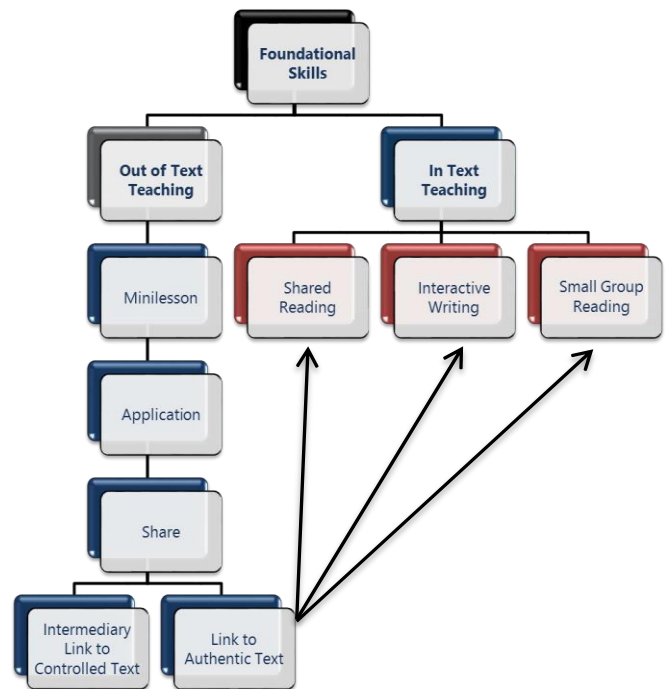 Foundational
Skills
Out of Text
Teaching
In Text
Teaching
Minilesson
Shared
Reading
Interactive
Writing
Small Group
Reading
Application
Share
Intermediary
Link to
Controlled Text
Link to
Authentic Text